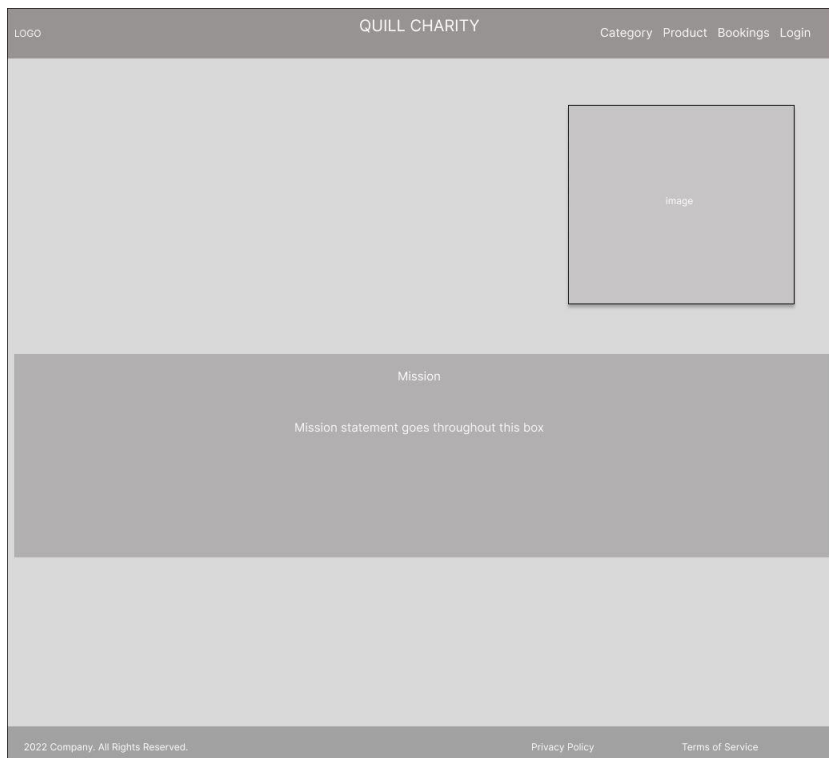 LOGO
QUILL CHARITY
Category Product Bookings Login
image
Mission
Mission statement goes throughout this box
2022 Company. All Rights Reserved.
Privacy Policy
Terms of Service